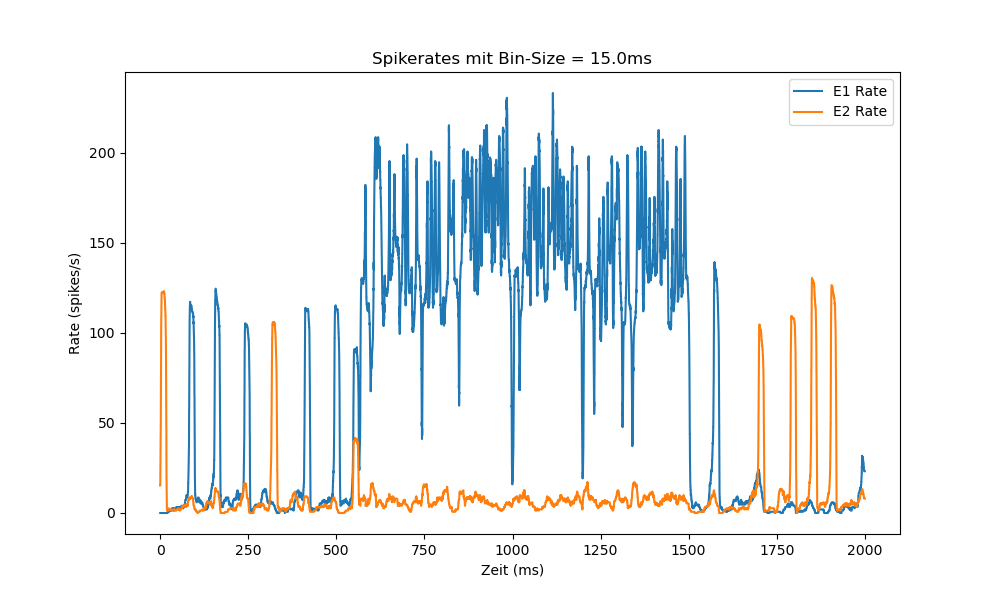 Spikerates mit Bin-Size = 15.0ms
E1 Rate
E2 Rate
Rate (spikes/s)
200
150
100
50
0
0 250 500 750 1000 1250 1500 1750 2000
Zeit (ms)